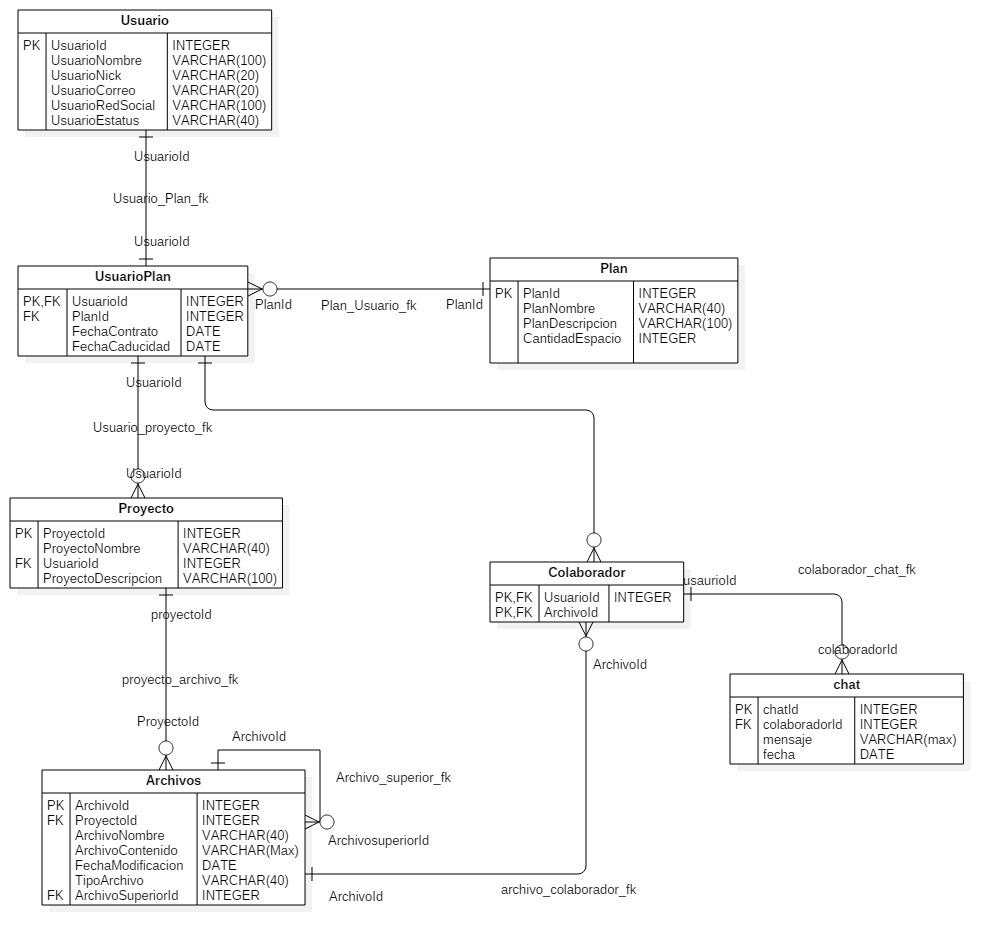 Usuario
PK UsuarioId INTEGER
UsuarioNombre VARCHAR(100)
UsuarioNick VARCHAR(20)
UsuarioCorreo VARCHAR(20)
UsuarioRedSocial VARCHAR(100)
UsuarioEstatus VARCHAR(40)
UsuarioId
Usuario_Plan_fk
UsuarioId
UsuarioPlan
PK,FK UsuarioId INTEGER
FK PlanId INTEGER
FechaContrato DATE
FechaCaducidad DATE
PlanId
Plan_Usuario_fk
PlanId
Plan
PK PlanId INTEGER
PlanNombre VARCHAR(40)
PlanDescripcion VARCHAR(100)
CantidadEspacio INTEGER
UsuarioId
Usuario_proyecto_fk
UsuarioId
Proyecto
PK ProyectoId INTEGER
ProyectoNombre VARCHAR(40)
FK UsuarioId INTEGER
ProyectoDescripcion VARCHAR(100)
Colaborador
PK,FK UsuarioId INTEGER
PK,FK ArchivoId
usaurioId
colaborador_chat_fk
colaboradorId
chat
PK chatId INTEGER
FK colaboradorId INTEGER
mensaje VARCHAR(max)
fecha DATE
proyectoId
proyecto_archivo_fk
ProyectoId
ArchivoId
ArchivoId
Archivo_superior_fk
ArchivosuperiorId
Archivos
PK ArchivoId INTEGER
FK ProyectoId INTEGER
ArchivoNombre VARCHAR(40)
ArchivoContenido VARCHAR(Max)
FechaModificacion DATE
TipoArchivo VARCHAR(40)
FK ArchivoSuperiorId INTEGER
ArchivoId
archivo_colaborador_fk